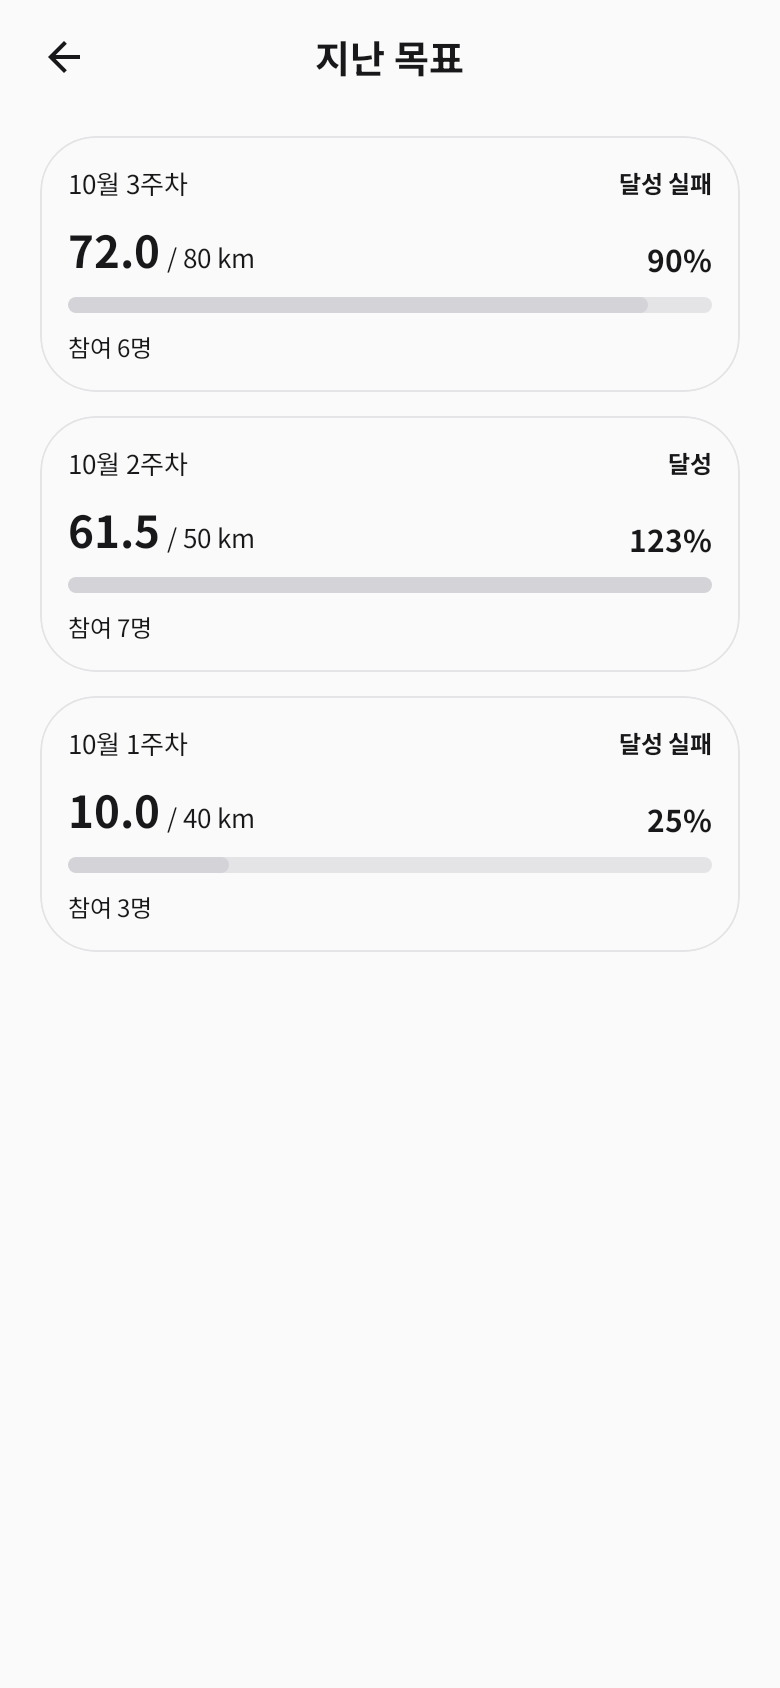 지난 목표
10월 3주차 달성 실패
72.0 / 80 km 90%
참여 6명
10월 2주차 달성
61.5 / 50 km 123%
참여 7명
10월 1주차 달성 실패
10.0 / 40 km 25%
참여 3명